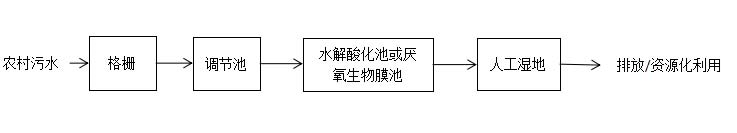 农村污水
格栅
调节池
水解酸化池或厌
氧生物膜池
人工湿地
排放/资源化利用